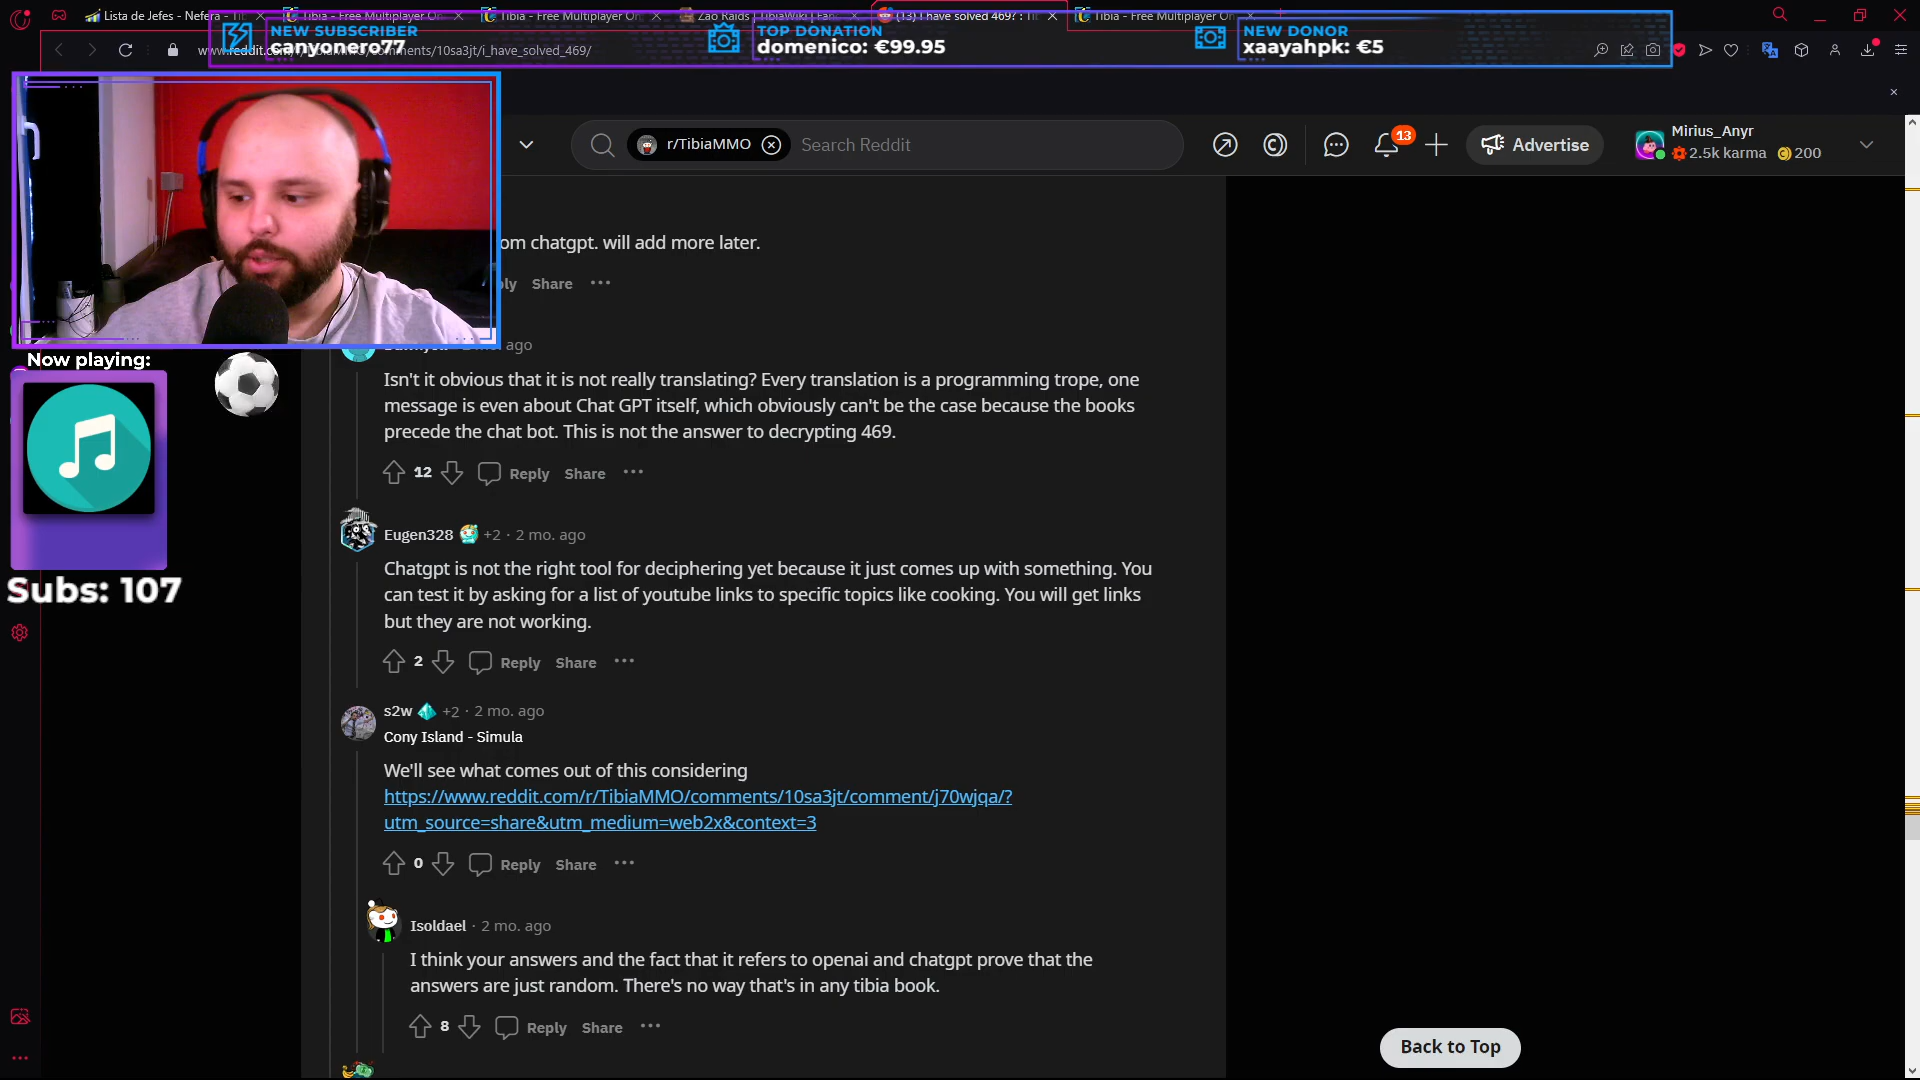 Lista de Jefes - Nefera - Tib
Tibia - Free Multiplayer On
Tibia - Free Multiplayer On
Zao Raids | TibiaWiki | Fand
(13) I have solved 469? : Ti
Tibia - Free Multiplayer On
NEW SUBSCRIBER
canyonero77
TOP DONATION
domenico: €99.95
NEW DONOR
xaayahpk: €5
www.reddit.com/r/TibiaMMO/comments/10sa3jt/i_have_solved_469/
r/TibiaMMO
Search Reddit
13
Advertise
Mirius_Anyr
2.5k karma
200
om chatgpt. will add more later.
ply Share
ago
Now playing:
Isn't it obvious that it is not really translating? Every translation is a programming trope, one
message is even about Chat GPT itself, which obviously can't be the case because the books
precede the chat bot. This is not the answer to decrypting 469.
12 Reply Share
Eugen328 +2 · 2 mo. ago
Chatgpt is not the right tool for deciphering yet because it just comes up with something. You
can test it by asking for a list of youtube links to specific topics like cooking. You will get links
but they are not working.
2 Reply Share
Subs: 107
s2w +2 · 2 mo. ago
Cony Island - Simula
We'll see what comes out of this considering
https://www.reddit.com/r/TibiaMMO/comments/10sa3jt/comment/j70wjqa/?
utm_source=share&utm_medium=web2x&context=3
0 Reply Share
Isoldael · 2 mo. ago
I think your answers and the fact that it refers to openai and chatgpt prove that the
answers are just random. There's no way that's in any tibia book.
8 Reply Share
Back to Top